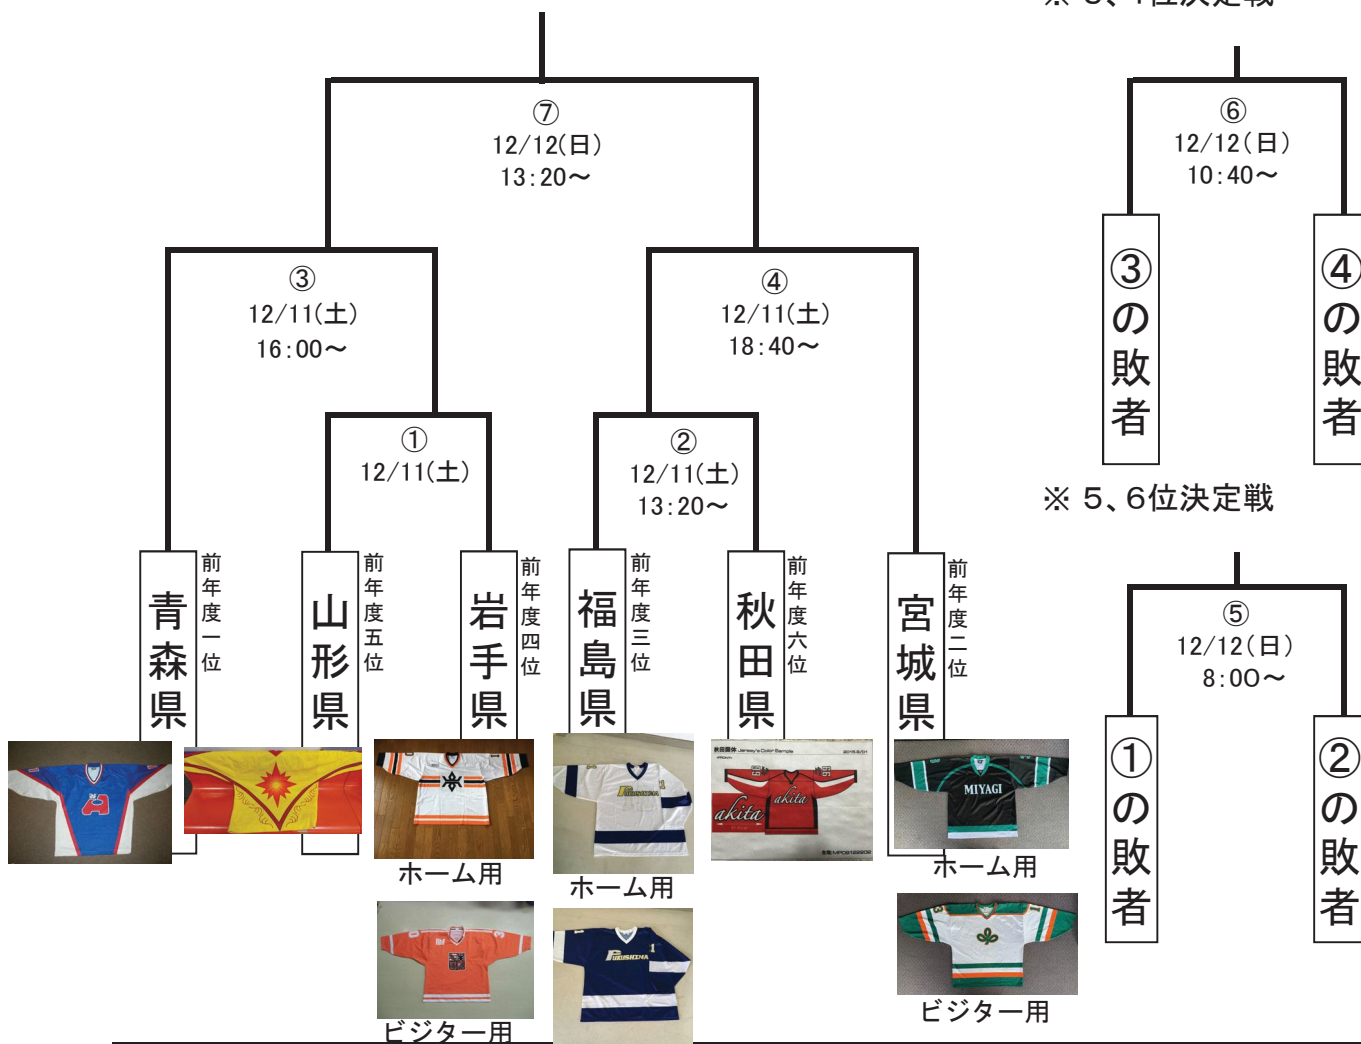 ⑦
12/12(日)
13:20～
⑥
12/12(日)
10:40～
③
12/11(土)
16:00～
④
12/11(土)
18:40～
③の敗者
④の敗者
①
12/11(土)
②
12/11(土)
13:20～
※ 5、6位決定戦
青森県
前年度一位
山形県
前年度五位
岩手県
前年度四位
福島県
前年度三位
秋田県
前年度六位
宮城県
前年度二位
⑤
12/12(日)
8:00～
①の敗者
②の敗者
A
FUKUSHIMA
Jersey's Color Sample
akita
akita
MIYAGI
ホーム用
ホーム用
ホーム用
FUKUSHIMA
ビジター用
ビジター用